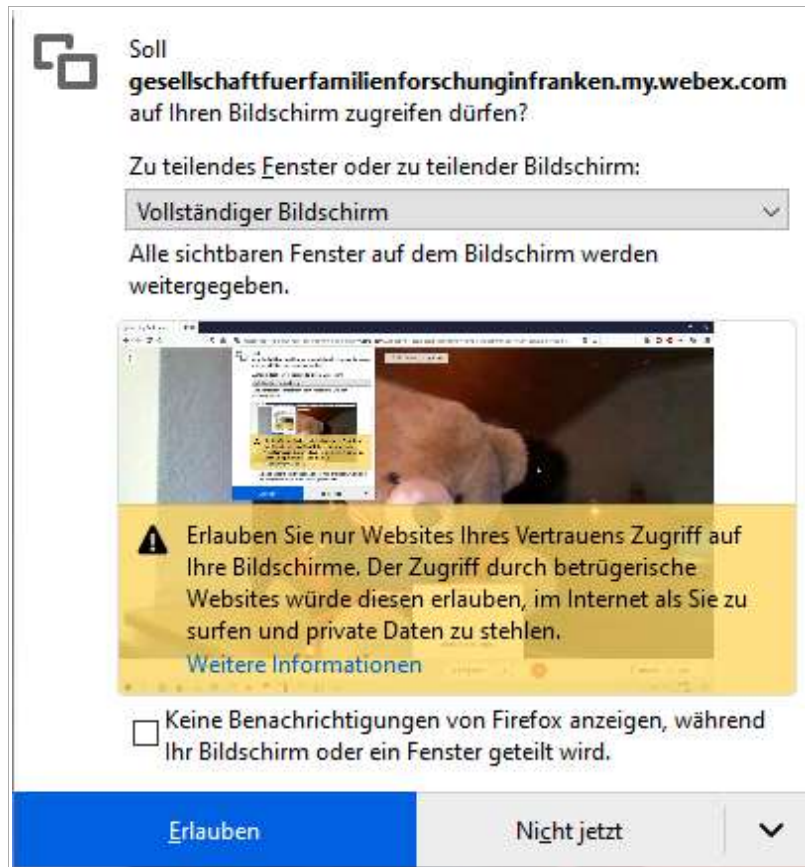 Soll
gesellschaftfuerfamilienforschunginfranken.my.webex.com
auf Ihren Bildschirm zugreifen dürfen?
Zu teilendes Fenster oder zu teilender Bildschirm:
Vollständiger Bildschirm
Alle sichtbaren Fenster auf dem Bildschirm werden
weitergegeben.
Erlauben Sie nur Websites Ihres Vertrauens Zugriff auf
Ihre Bildschirme. Der Zugriff durch betrügerische
Websites würde diesen erlauben, im Internet als Sie zu
surfen und private Daten zu stehlen.
Weitere Informationen
Keine Benachrichtigungen von Firefox anzeigen, während
Ihr Bildschirm oder ein Fenster geteilt wird.
Erlauben Nicht jetzt